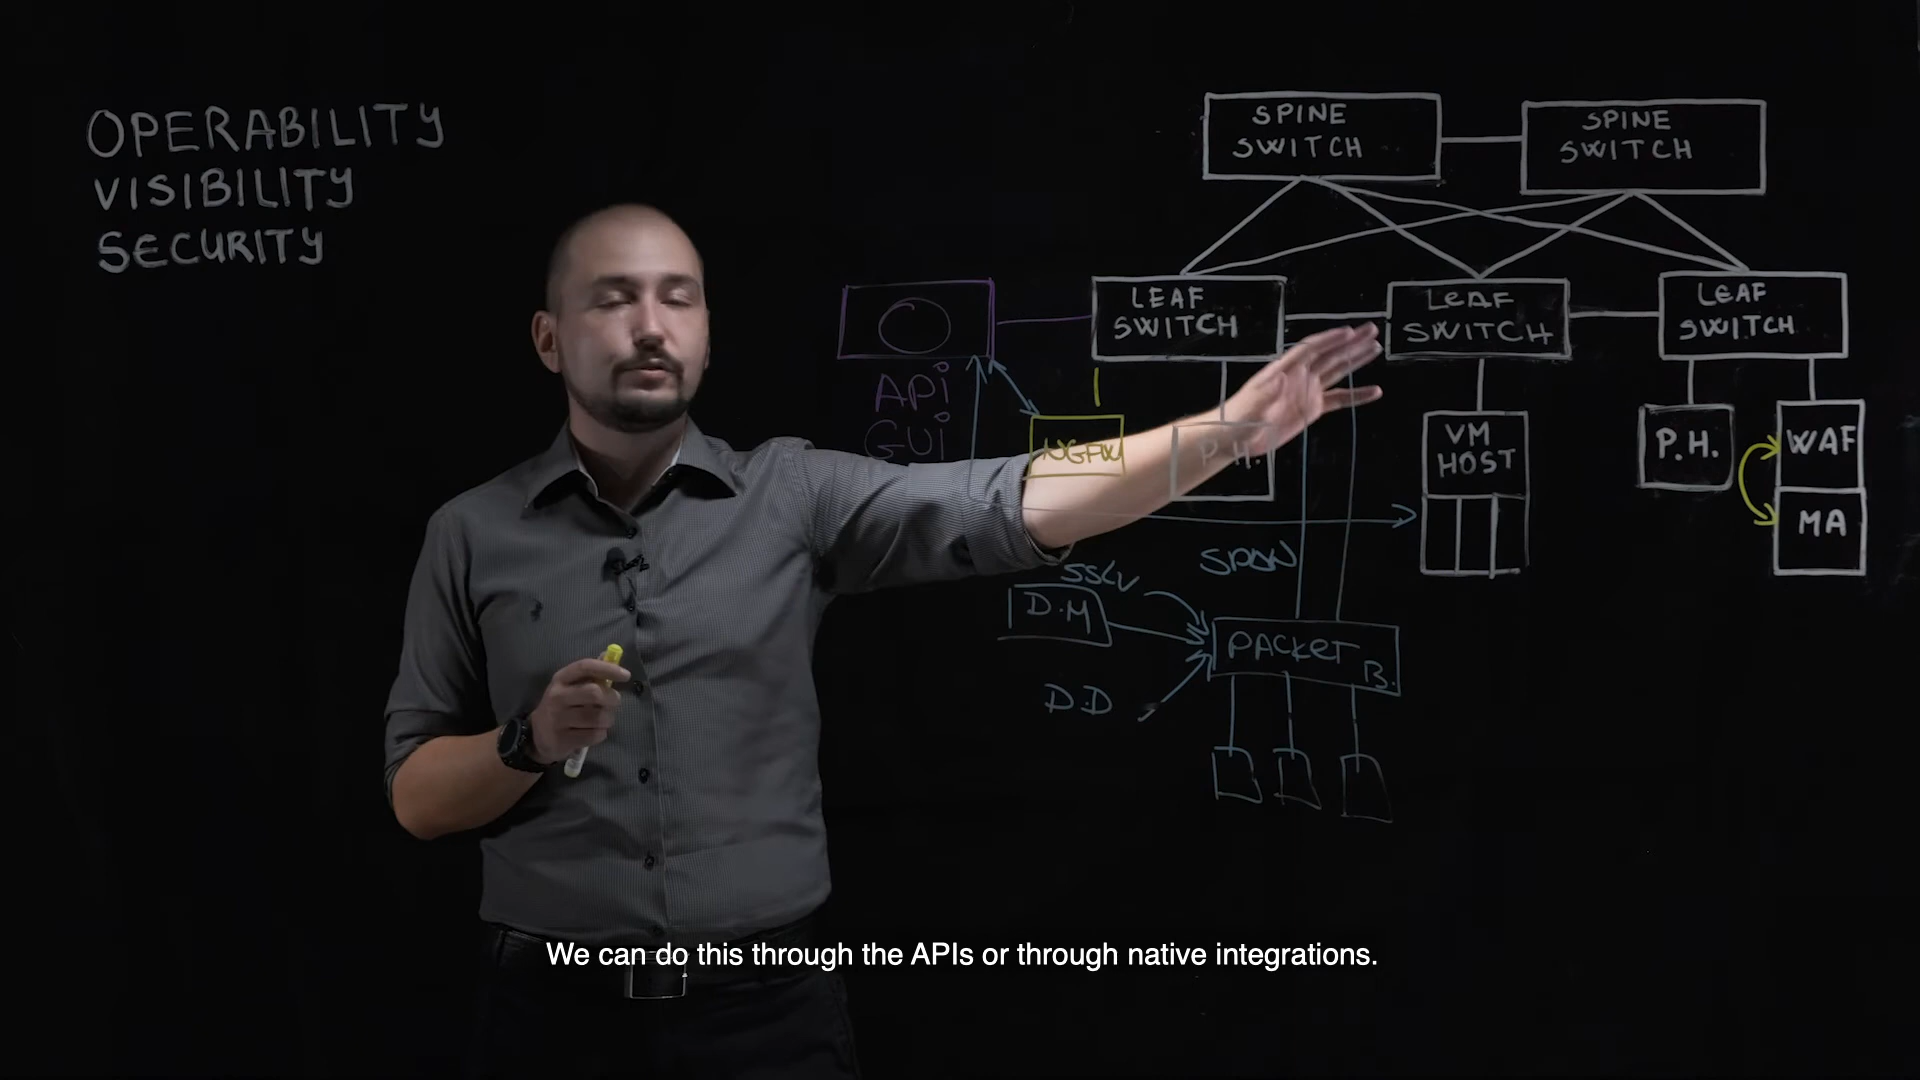 OPERABILITY
VISIBILITY
SECURITY
SPINE
SWITCH
SPINE
SWITCH
LEAF
SWITCH
LEAF
SWITCH
LEAF
SWITCH
API
GUI
NGFW
P.H.
VM
HOST
P.H.
WAF
MA
SPAN
D.M
PACKET
B.
D.D
We can do this through the APIs or through native integrations.